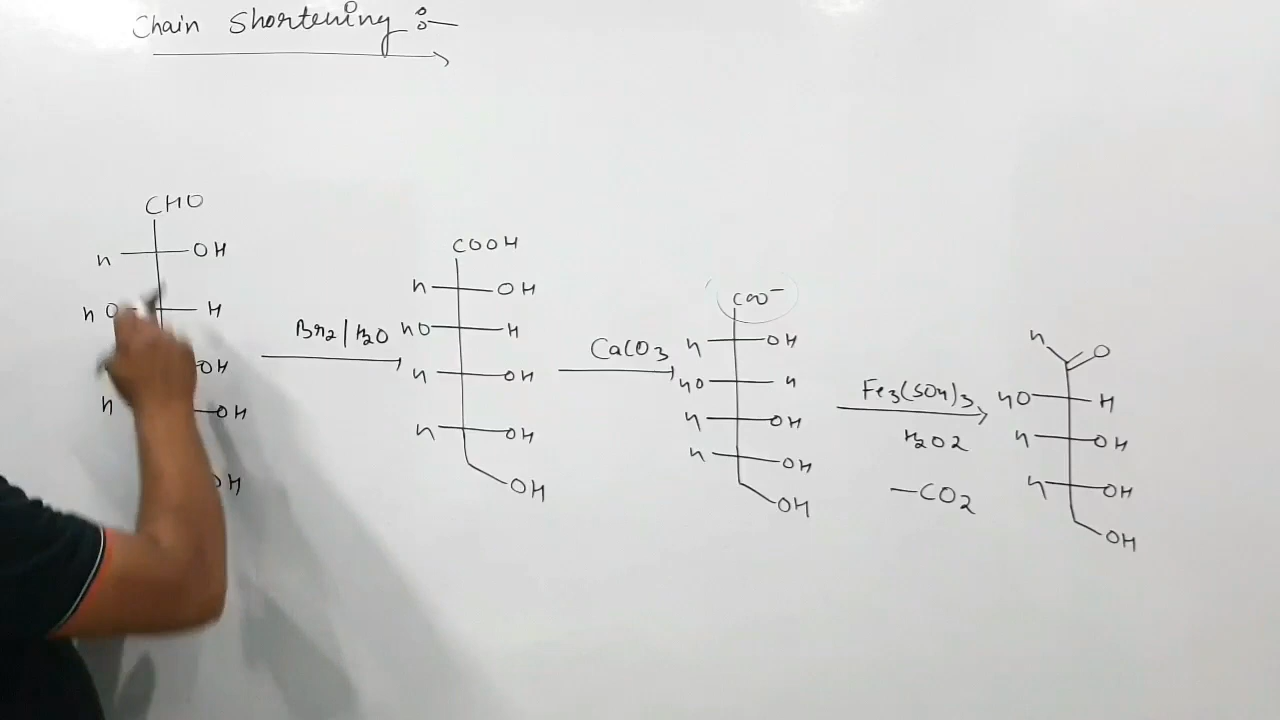 Chain Shortening :—
CHO
H OH
HO H
OH
H OH
OH
Br2/H2O
COOH
H OH
HO H
H OH
H OH
OH
CaCO3
COO−
H OH
HO H
H OH
H OH
OH
Fe3(SO4)3
H2O2
—CO2
H O
HO H
H OH
H OH
OH